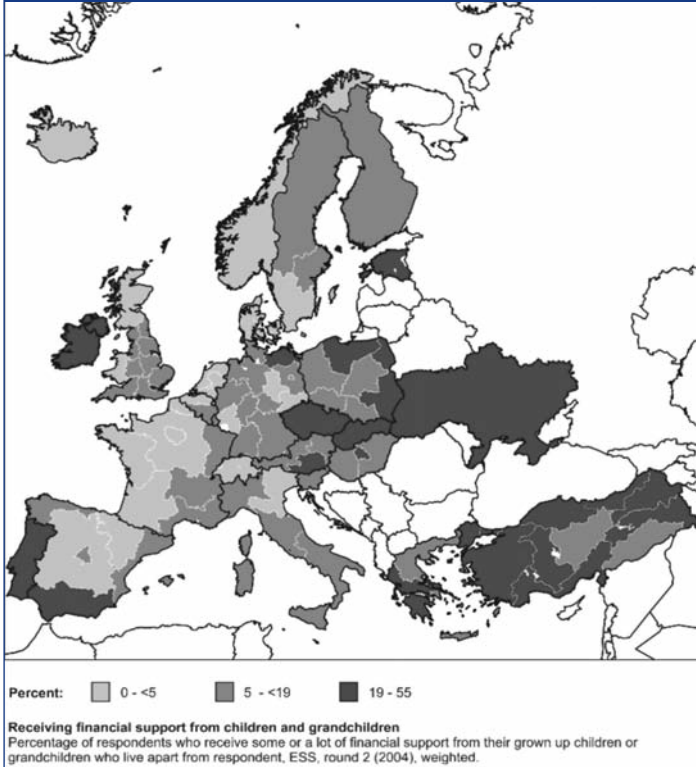 Percent: 0 - <5 5 - <19 19 - 55
Receiving financial support from children and grandchildren
Percentage of respondents who receive some or a lot of financial support from their grown up children or
grandchildren who live apart from respondent, ESS, round 2 (2004), weighted.